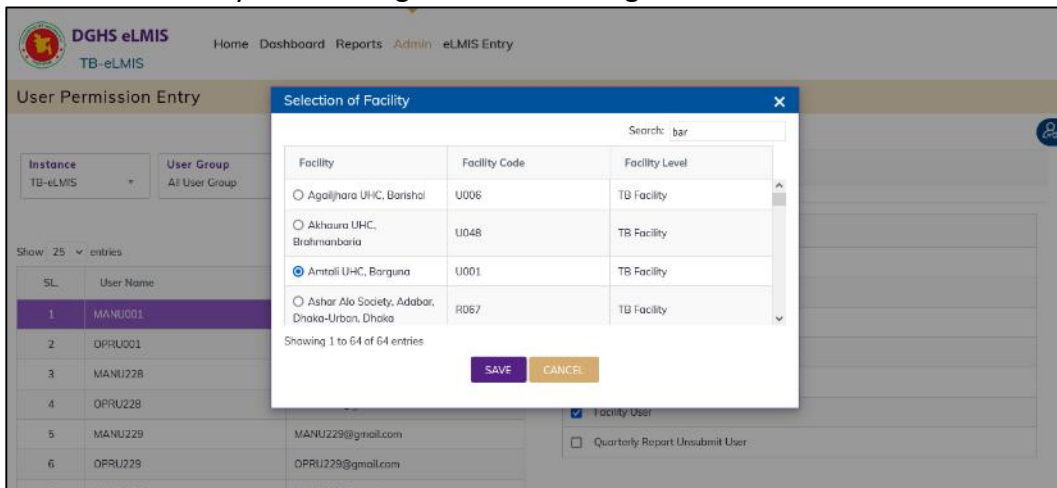 DGHS eLMIS
TB-eLMIS
Home Dashboard Reports Admin eLMIS Entry
User Permission Entry
Instance
TB-eLMIS
User Group
All User Group
Show 25 entries
SL. User Name
1 MANU001
2 OPRU001
3 MANU228
4 OPRU228
5 MANU229 MANU229@gmail.com
6 OPRU229 OPRU229@gmail.com
Selection of Facility
Search: bar
Facility Facility Code Facility Level
Agailjhara UHC, Barishal U006 TB Facility
Akhaura UHC,
Brahmanbaria U048 TB Facility
Amtali UHC, Barguna U001 TB Facility
Ashar Alo Society, Adabar,
Dhaka-Urban, Dhaka R067 TB Facility
Showing 1 to 64 of 64 entries
SAVE CANCEL
Facility User
Quarterly Report Unsubmit User